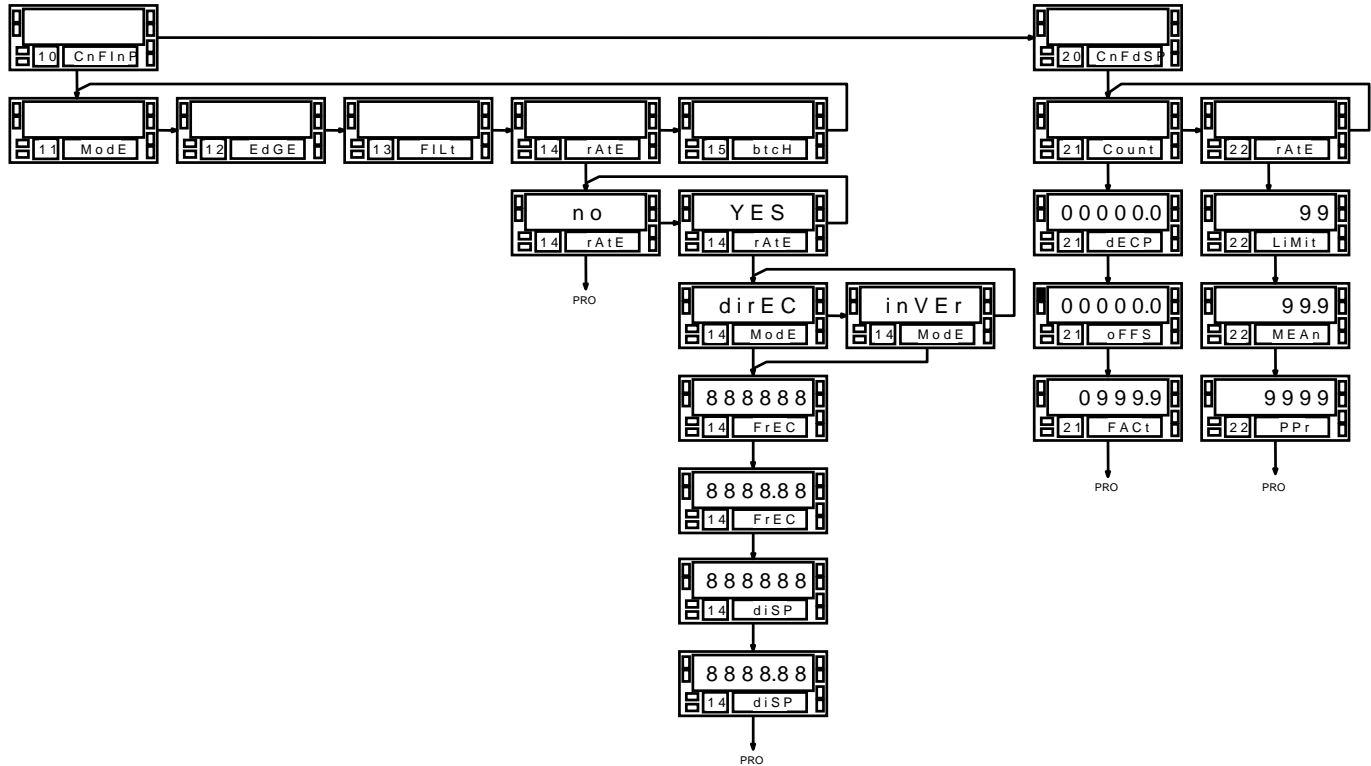 10 CnFInP
20 CnFdSP
11 ModE
12 EdGE
13 FILt
14 rAtE
15 btcH
21 Count
22 rAtE
no
14 rAtE
YES
14 rAtE
00000.0
21 dECP
99
22 LiMit
PRO
dirEC
14 ModE
inVEr
14 ModE
00000.0
21 oFFS
99.9
22 MEAn
888888
14 FrEC
0999.9
21 FACt
9999
22 PPr
8888.88
14 FrEC
PRO
PRO
888888
14 diSP
8888.88
14 diSP
PRO